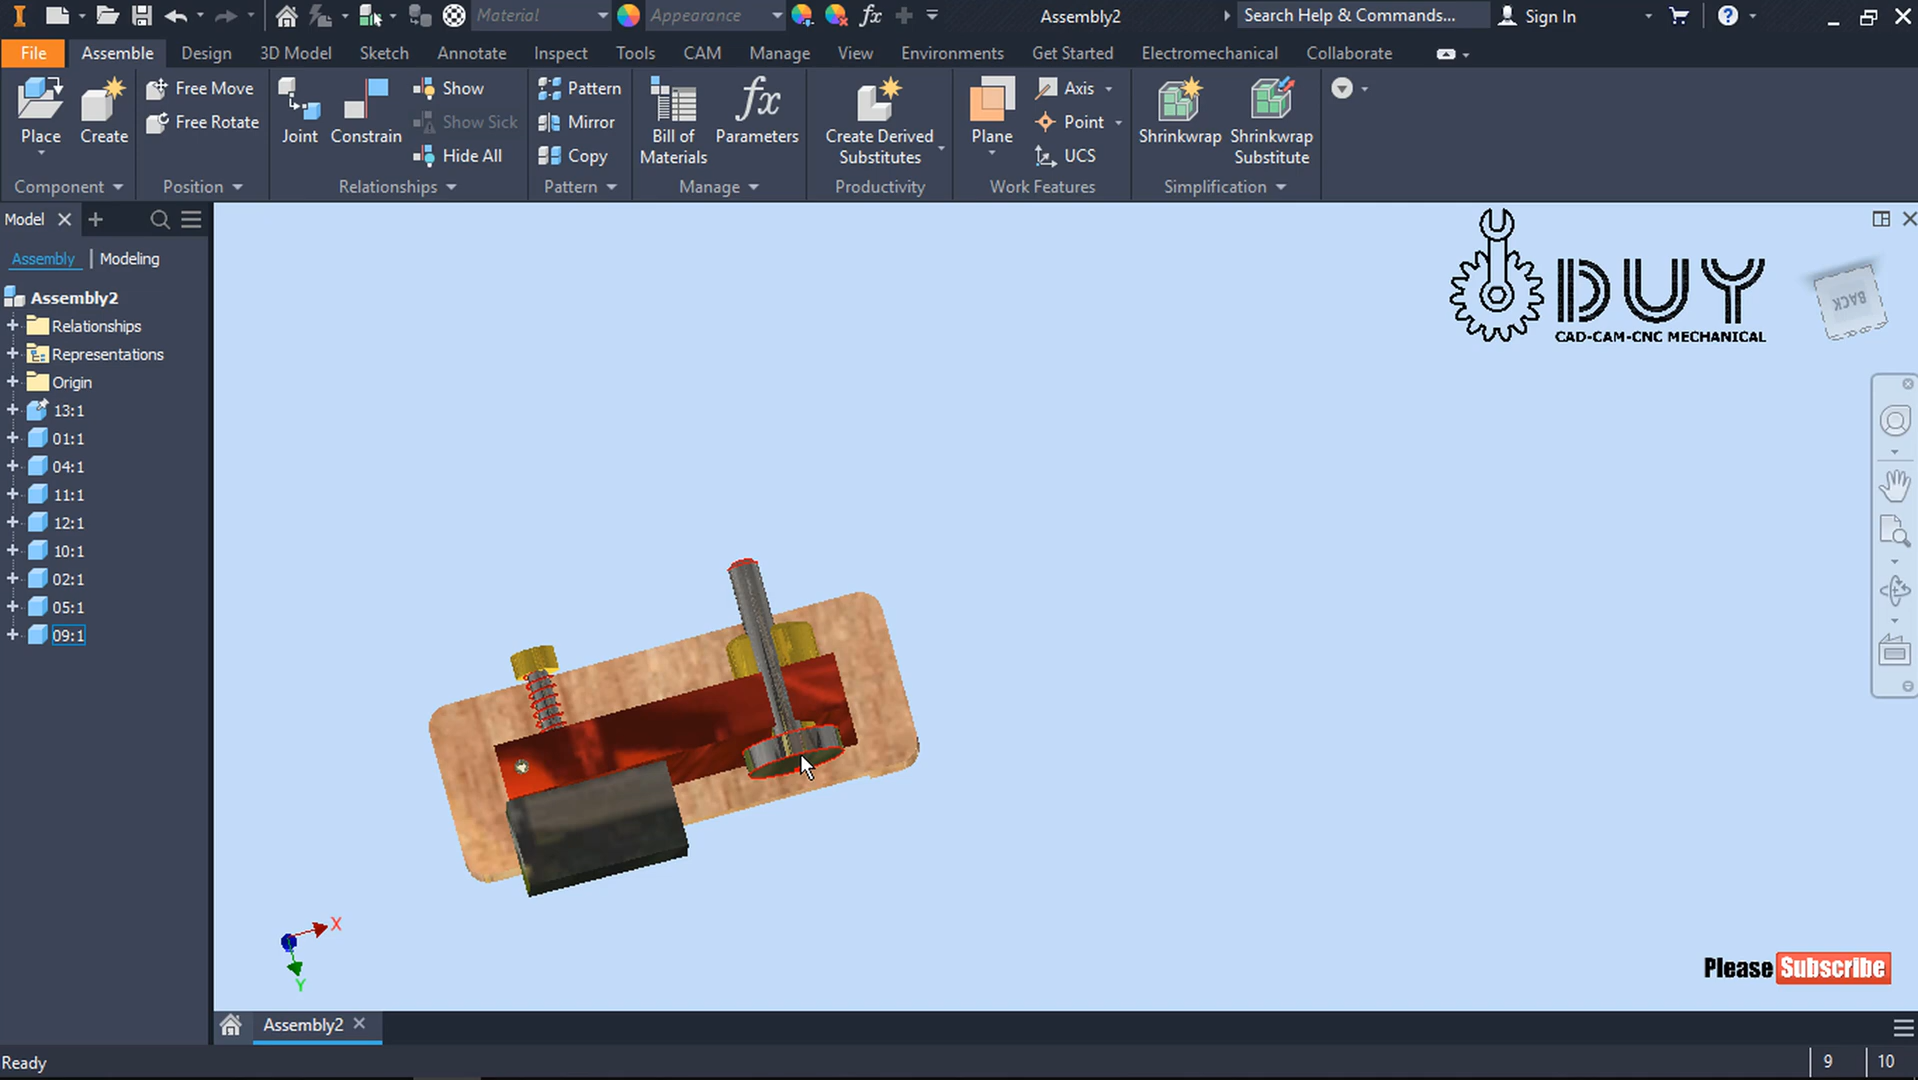 Material
Appearance
Assembly2
Search Help & Commands...
Sign In
File
Assemble
Design
3D Model
Sketch
Annotate
Inspect
Tools
CAM
Manage
View
Environments
Get Started
Electromechanical
Collaborate
Place
Create
Free Move
Free Rotate
Joint
Constrain
Show
Show Sick
Hide All
Pattern
Mirror
Copy
Bill of
Materials
fx
Parameters
Create Derived
Substitutes
Plane
Axis
Point
UCS
Shrinkwrap
Shrinkwrap
Substitute
Component
Position
Relationships
Pattern
Manage
Productivity
Work Features
Simplification
Model
Assembly
Modeling
Assembly2
Relationships
Representations
Origin
13:1
01:1
04:1
11:1
12:1
10:1
02:1
05:1
09:1
DUY
CAD-CAM-CNC MECHANICAL
BACK
X
Y
Please Subscribe
Assembly2
Ready
9
10